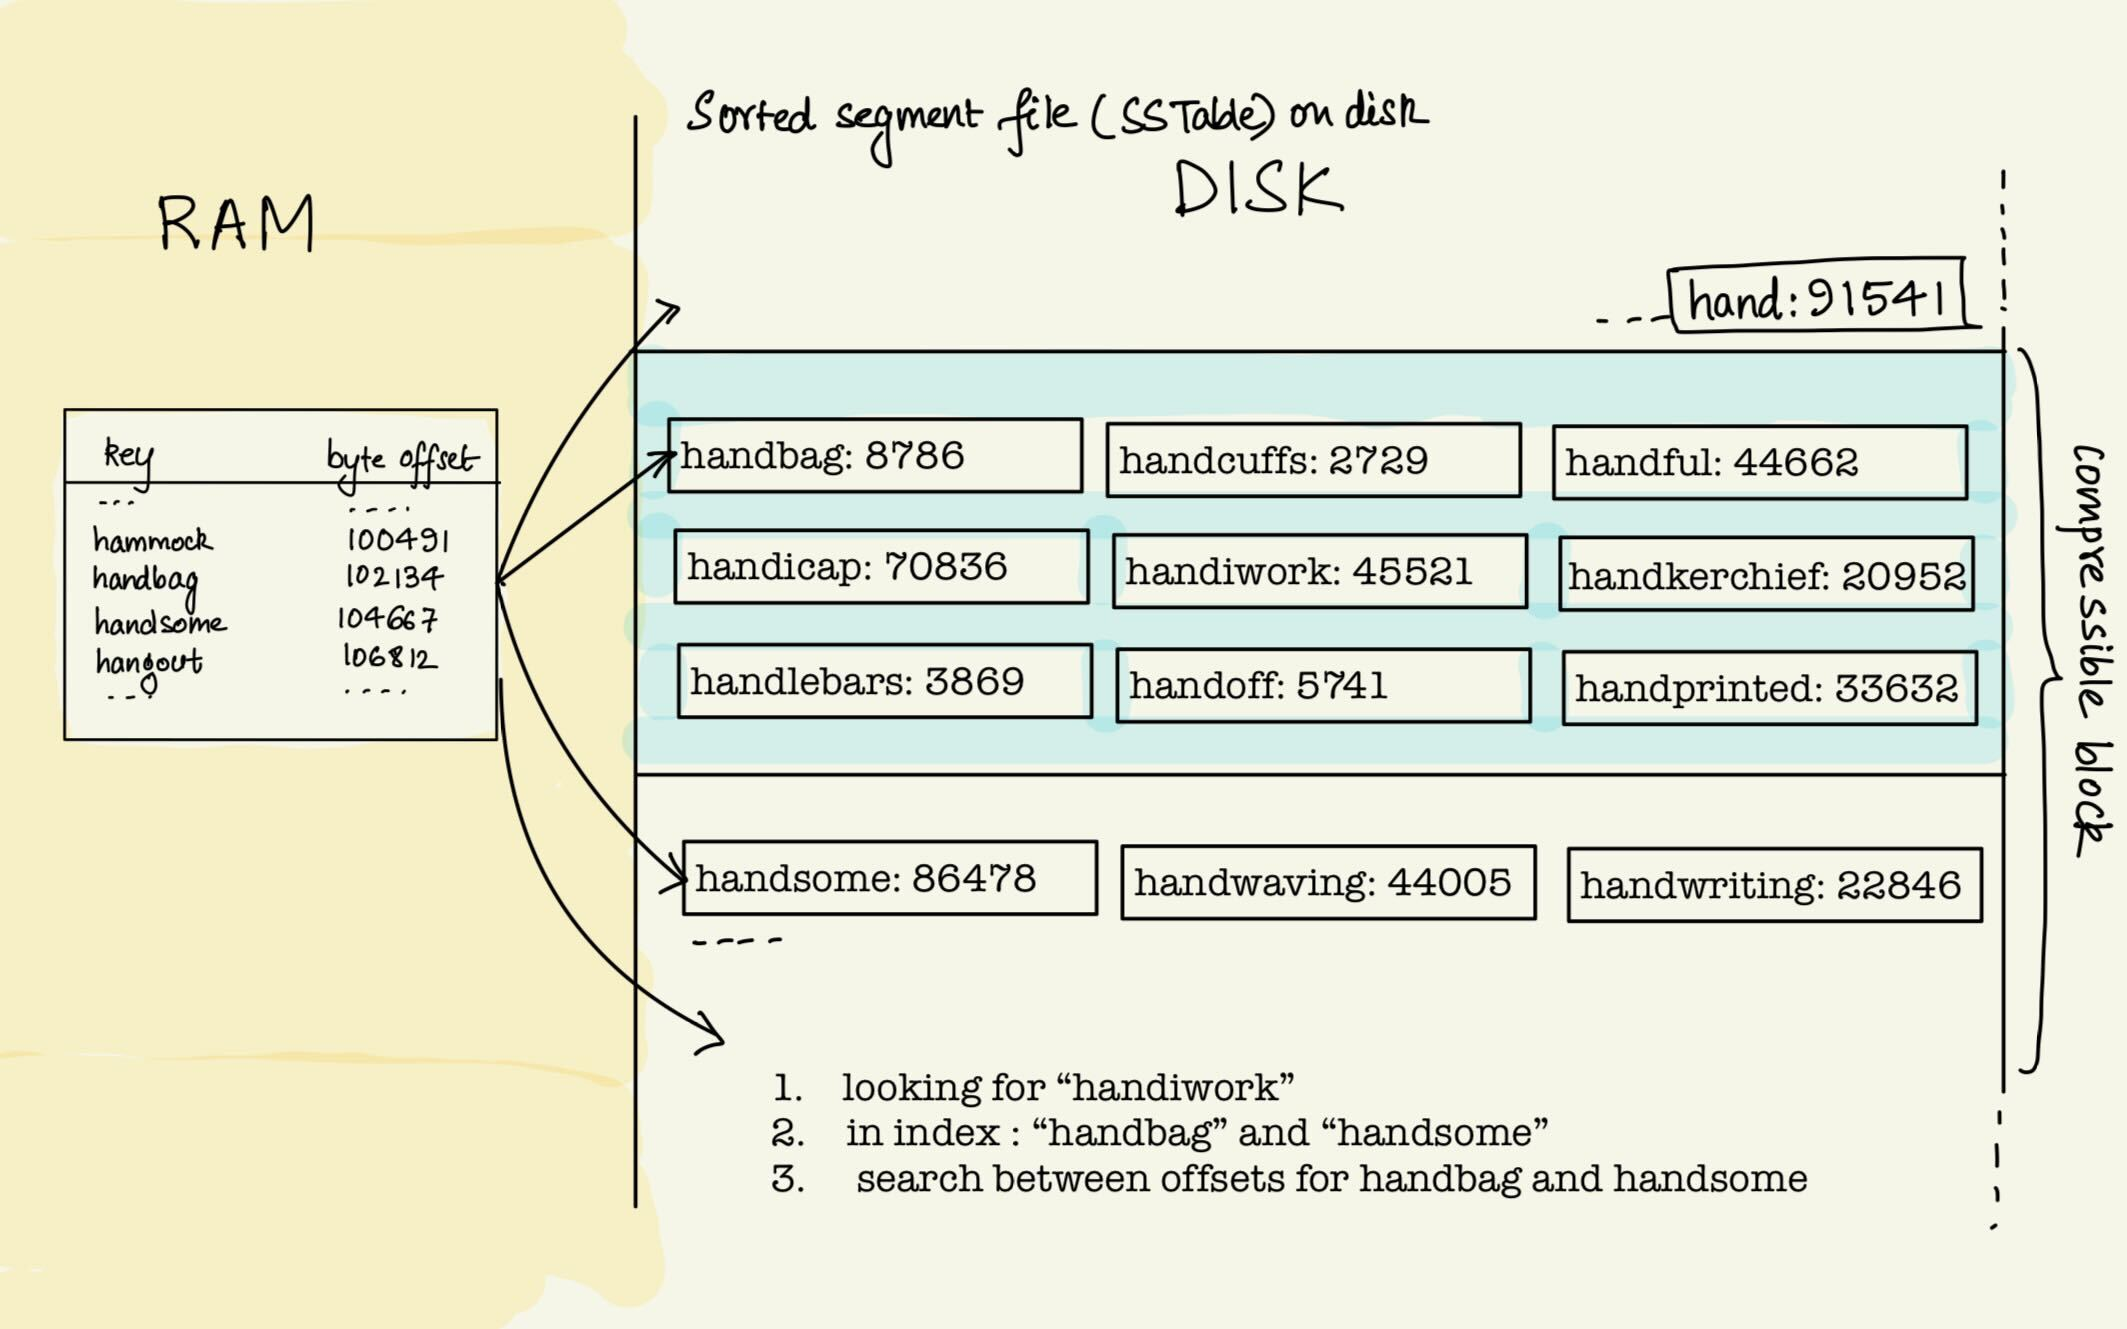 Sorted segment file (SSTable) on disk
DISK
RAM
hand: 91541
key byte offset
hammock 100491
handbag 102134
handsome 104667
hangout 106812
handbag: 8786 handcuffs: 2729 handful: 44662
handicap: 70836 handiwork: 45521 handkerchief: 20952
handlebars: 3869 handoff: 5741 handprinted: 33632
handsome: 86478 handwaving: 44005 handwriting: 22846
Compressible block
1. looking for “handiwork”
2. in index : “handbag” and “handsome”
3. search between offsets for handbag and handsome